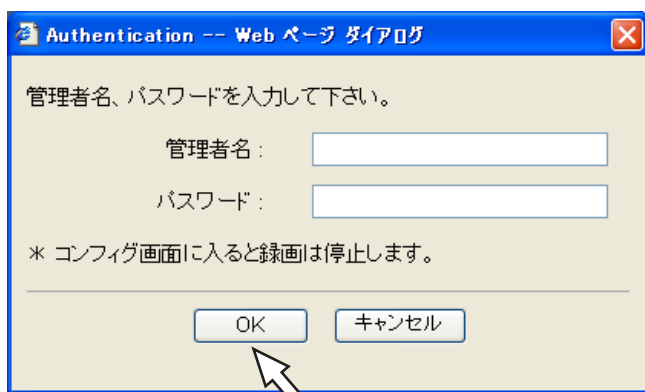 Authentication -- Web ページ ダイアログ
管理者名、パスワードを入力して下さい。
管理者名：
パスワード：
＊ コンフィグ画面に入ると録画は停止します。
OK キャンセル